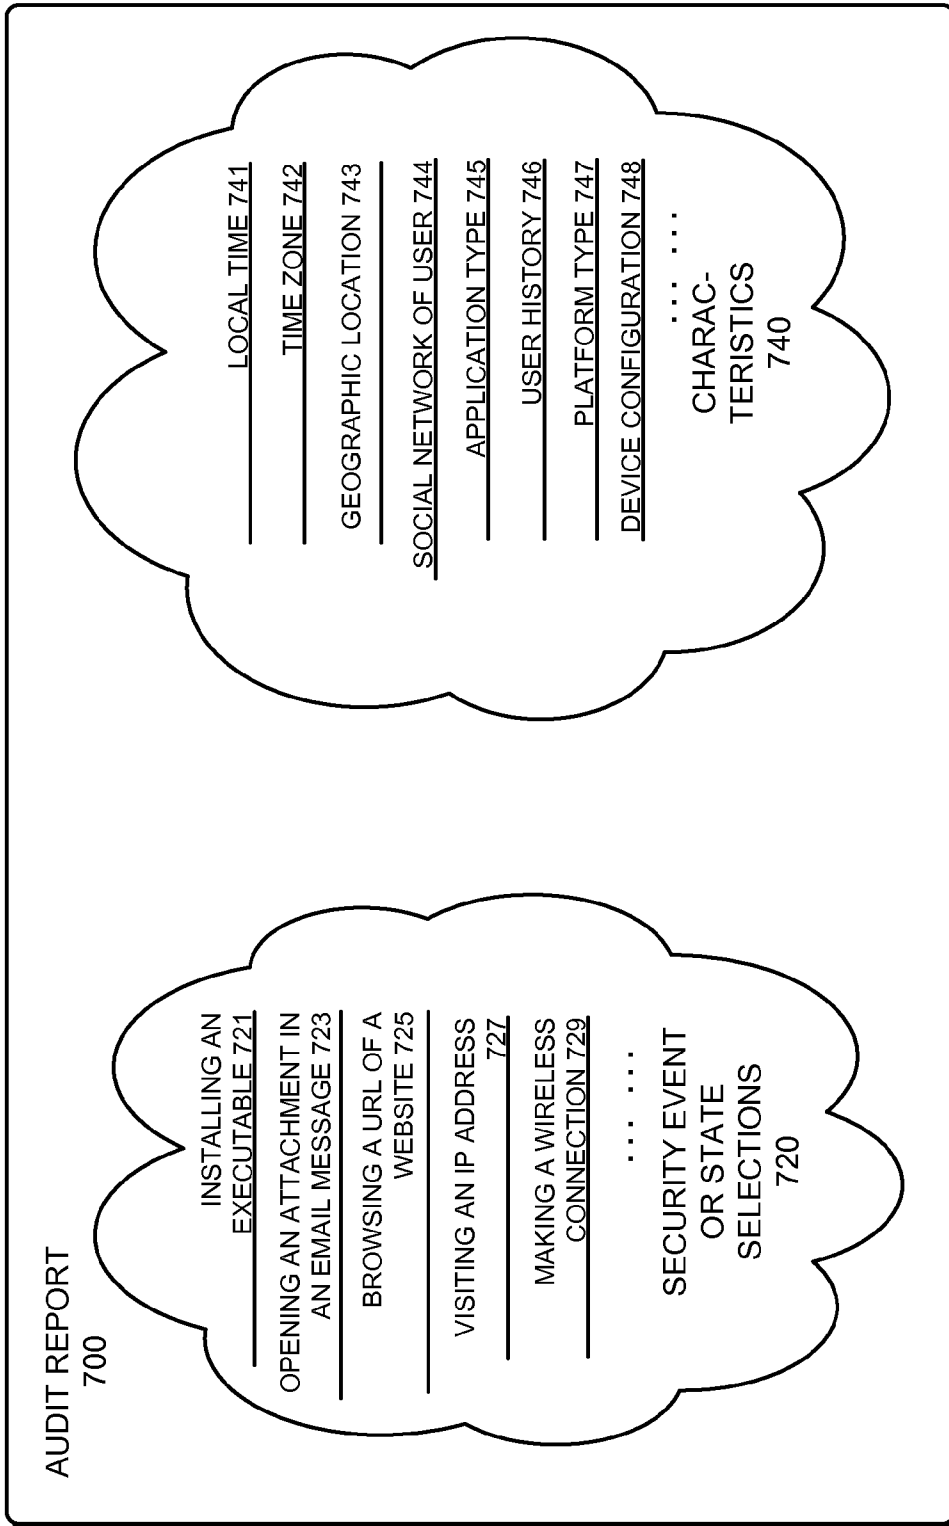 AUDIT REPORT
700
INSTALLING AN
EXECUTABLE 721
OPENING AN ATTACHMENT IN
AN EMAIL MESSAGE 723
BROWSING A URL OF A
WEBSITE 725
VISITING AN IP ADDRESS
727
MAKING A WIRELESS
CONNECTION 729
... ...
SECURITY EVENT
OR STATE
SELECTIONS
720
LOCAL TIME 741
TIME ZONE 742
GEOGRAPHIC LOCATION 743
SOCIAL NETWORK OF USER 744
APPLICATION TYPE 745
USER HISTORY 746
PLATFORM TYPE 747
DEVICE CONFIGURATION 748
... ...
CHARAC-
TERISTICS
740